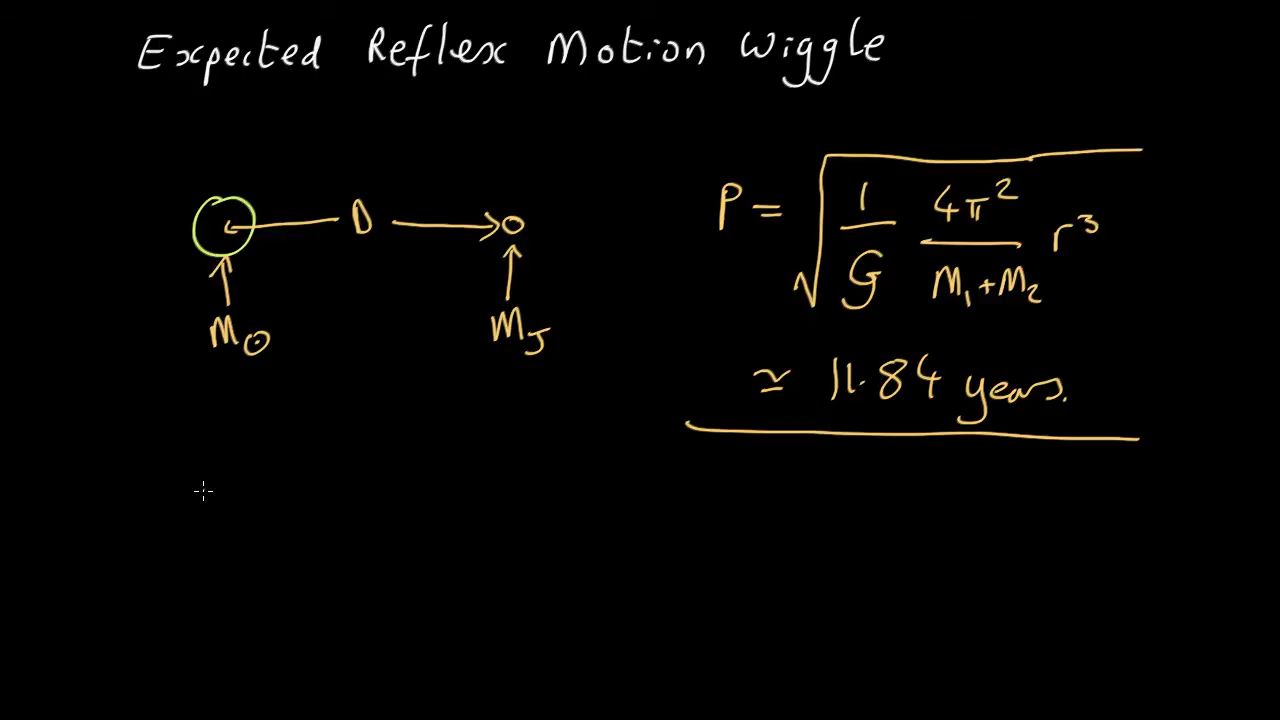 Expected Reflex Motion Wiggle
D
M☉
MJ
P = √(1/G 4π²/(M₁+M₂) r³)
≃ 11.84 years.